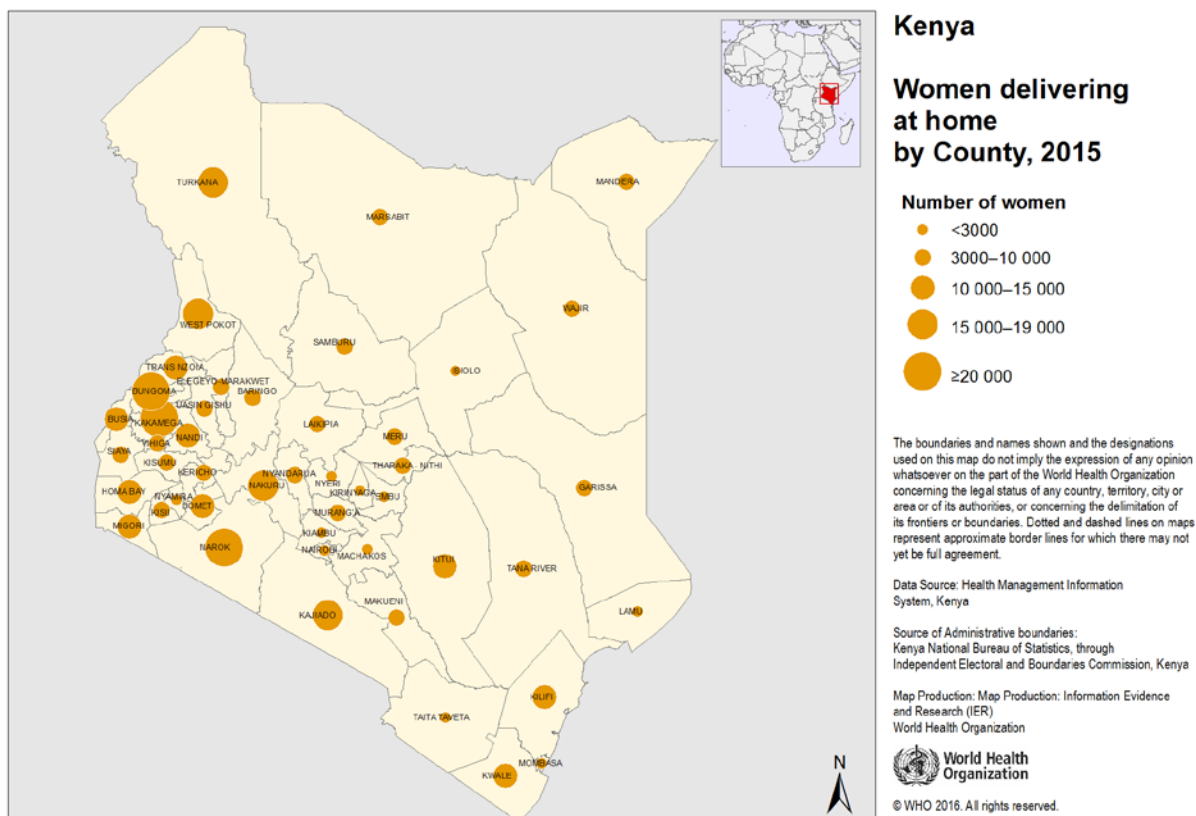 Kenya
Women delivering
at home
by County, 2015
Number of women
<3000
3000–10 000
10 000–15 000
15 000–19 000
≥20 000
The boundaries and names shown and the designations
used on this map do not imply the expression of any opinion
whatsoever on the part of the World Health Organization
concerning the legal status of any country, territory, city or
area or of its authorities, or concerning the delimitation of
its frontiers or boundaries. Dotted and dashed lines on maps
represent approximate border lines for which there may not
yet be full agreement.
Data Source: Health Management Information
System, Kenya
Source of Administrative boundaries:
Kenya National Bureau of Statistics, through
Independent Electoral and Boundaries Commission, Kenya
Map Production: Map Production: Information Evidence
and Research (IER)
World Health Organization
World Health
Organization
© WHO 2016. All rights reserved.
TURKANA
MANDERA
MARSABIT
WAJIR
WEST POKOT
SAMBURU
ISIOLO
TRANS NZOIA
ELEGEYO-MARAKWET
BUNGOMA
BARINGO
UASIN GISHU
BUSIA
KAKAMEGA
LAIKIPIA
NANDI
MERU
VIHIGA
SIAYA
KISUMU
THARAKA - NITHI
KERICHO
NYANDARUA
NYERI
GARISSA
NAKURU
HOMA BAY
KIRINYAGA
EMBU
NYAMIRA
BOMET
KISII
MURANG'A
MIGORI
KIAMBU
NAROK
NAIROBI
MACHAKOS
KITUI
TANA RIVER
MAKUENI
LAMU
KAJIADO
KILIFI
TAITA TAVETA
MOMBASA
KWALE
N